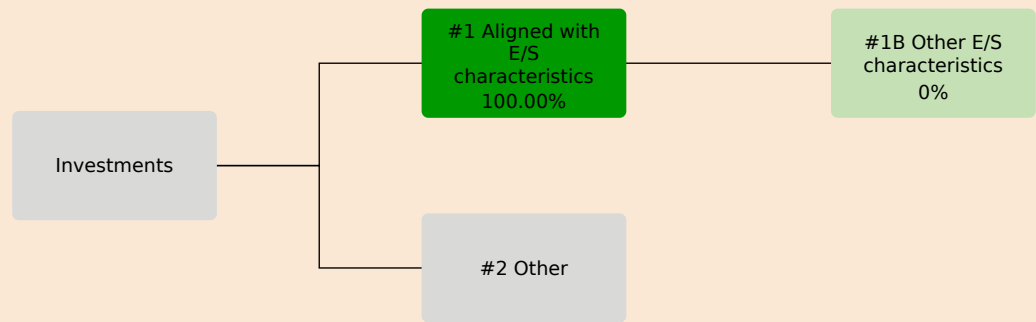 #1 Aligned with
E/S
characteristics
100.00%
#1B Other E/S
characteristics
0%
Investments
#2 Other